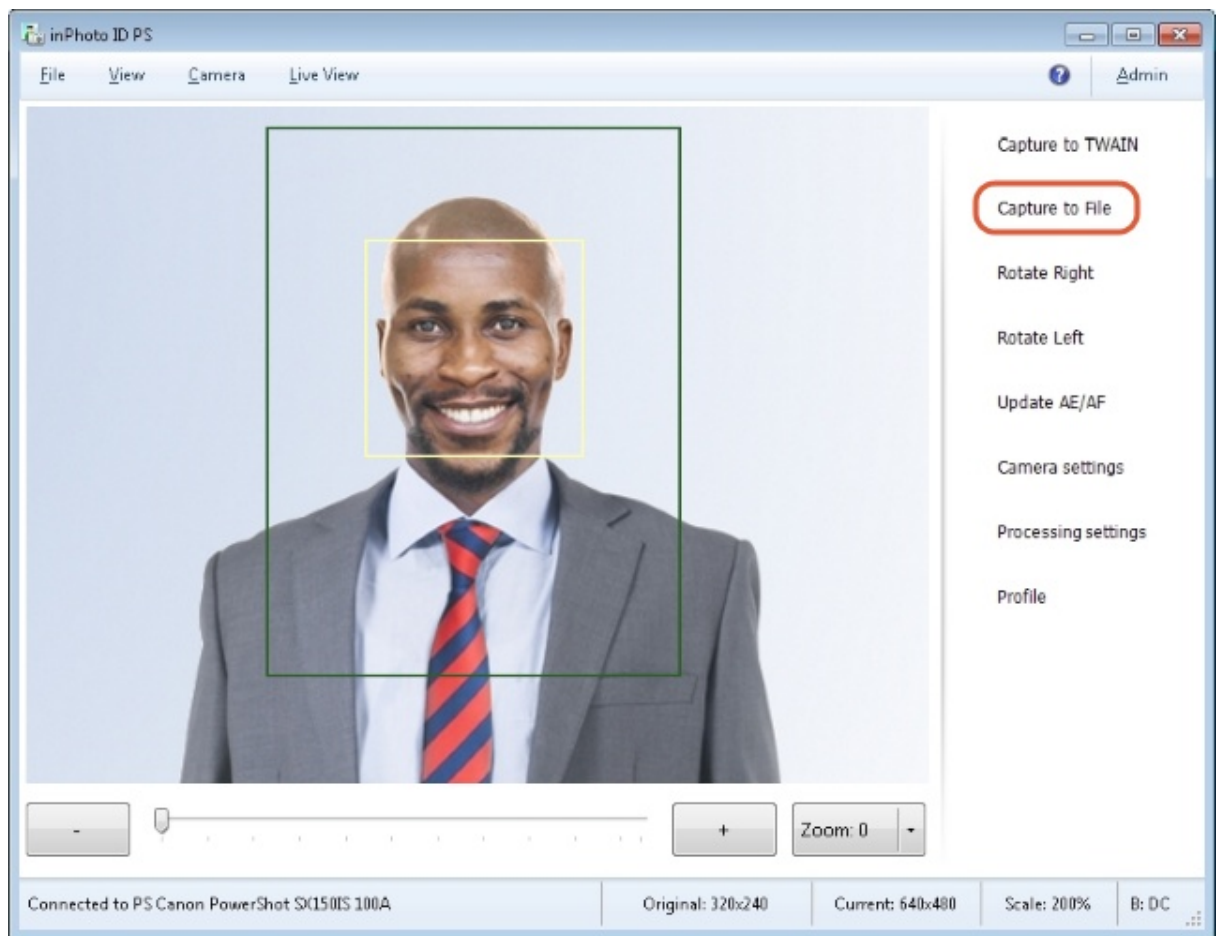 inPhoto ID PS
File View Camera Live View Admin
Capture to TWAIN
Capture to File
Rotate Right
Rotate Left
Update AE/AF
Camera settings
Processing settings
Profile
- + Zoom: 0
Connected to PS Canon PowerShot SX150IS 100A Original: 320x240 Current: 640x480 Scale: 200% B: DC